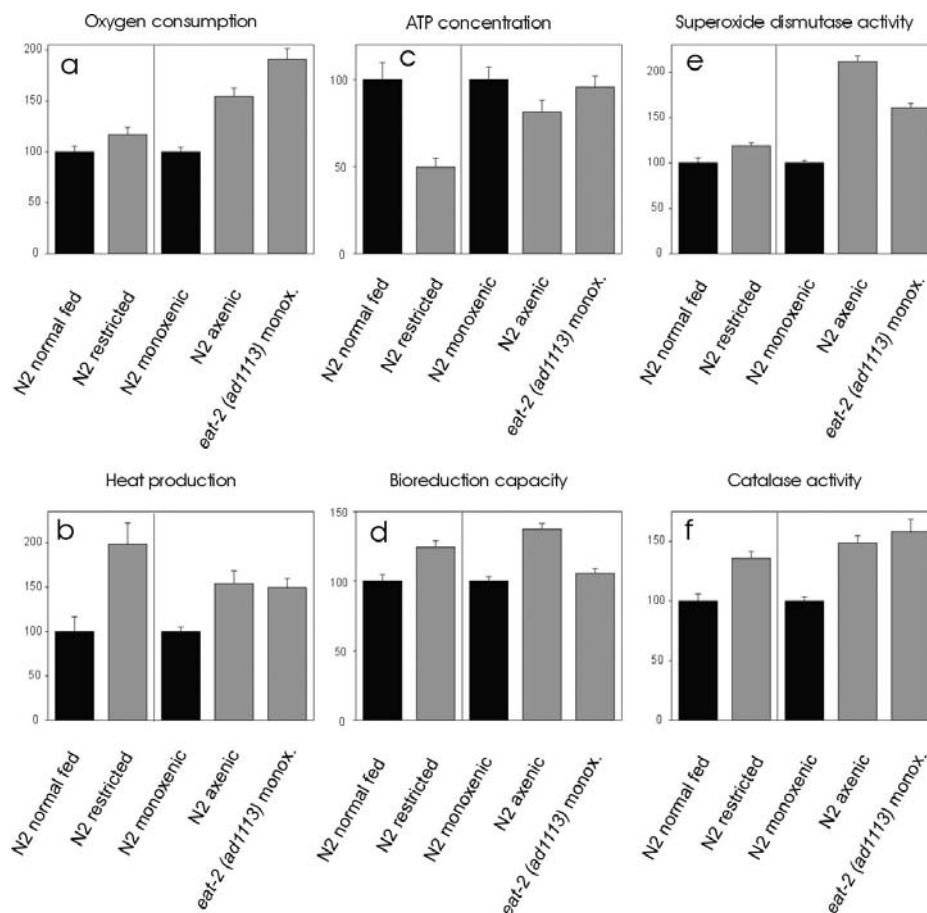 Oxygen consumption
a
200
150
100
50
0
N2 normal fed
N2 restricted
N2 monoxenic
N2 axenic
eat-2 (ad1113) monox.
ATP concentration
c
100
50
0
N2 normal fed
N2 restricted
N2 monoxenic
N2 axenic
eat-2 (ad1113) monox.
Superoxide dismutase activity
e
200
150
100
50
0
N2 normal fed
N2 restricted
N2 monoxenic
N2 axenic
eat-2 (ad1113) monox.
Heat production
b
200
150
100
50
0
N2 normal fed
N2 restricted
N2 monoxenic
N2 axenic
eat-2 (ad1113) monox.
Bioreduction capacity
d
150
100
50
0
N2 normal fed
N2 restricted
N2 monoxenic
N2 axenic
eat-2 (ad1113) monox.
Catalase activity
f
150
100
50
0
N2 normal fed
N2 restricted
N2 monoxenic
N2 axenic
eat-2 (ad1113) monox.